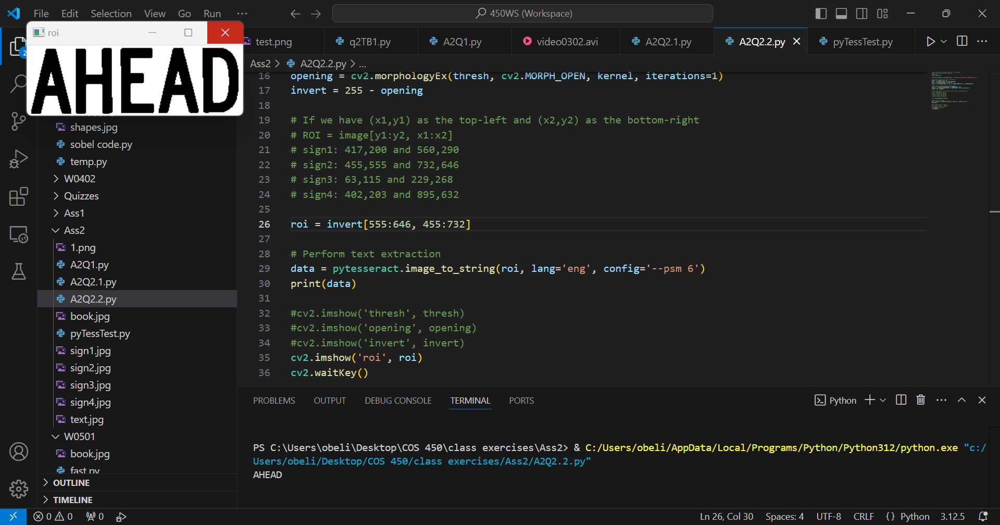 File Edit Selection View Go Run ··· 450WS (Workspace)
roi
AHEAD
test.png q2TB1.py A2Q1.py video0302.avi A2Q2.1.py A2Q2.2.py pyTessTest.py
Ass2 > A2Q2.2.py > ...
2
shapes.jpg
sobel code.py
temp.py
W0402
Quizzes
Ass1
Ass2
1.png
A2Q1.py
A2Q2.1.py
A2Q2.2.py
book.jpg
pyTessTest.py
sign1.jpg
sign2.jpg
sign3.jpg
sign4.jpg
text.jpg
W0501
book.jpg
fast.py
OUTLINE
TIMELINE
16 opening = cv2.morphologyEx(thresh, cv2.MORPH_OPEN, kernel, iterations=1)
17 invert = 255 - opening
18
19 # If we have (x1,y1) as the top-left and (x2,y2) as the bottom-right
20 # ROI = image[y1:y2, x1:x2]
21 # sign1: 417,200 and 560,290
22 # sign2: 455,555 and 732,646
23 # sign3: 63,115 and 229,268
24 # sign4: 402,203 and 895,632
25
26 roi = invert[555:646, 455:732]
27
28 # Perform text extraction
29 data = pytesseract.image_to_string(roi, lang='eng', config='--psm 6')
30 print(data)
31
32 #cv2.imshow('thresh', thresh)
33 #cv2.imshow('opening', opening)
34 #cv2.imshow('invert', invert)
35 cv2.imshow('roi', roi)
36 cv2.waitKey()
PROBLEMS OUTPUT DEBUG CONSOLE TERMINAL PORTS Python
PS C:\Users\obeli\Desktop\COS 450\class exercises\Ass2> & C:/Users/obeli/AppData/Local/Programs/Python/Python312/python.exe "c:/
Users/obeli/Desktop/COS 450/class exercises/Ass2/A2Q2.2.py"
AHEAD
0 0 0 Ln 26, Col 30 Spaces: 4 UTF-8 CRLF {} Python 3.12.5